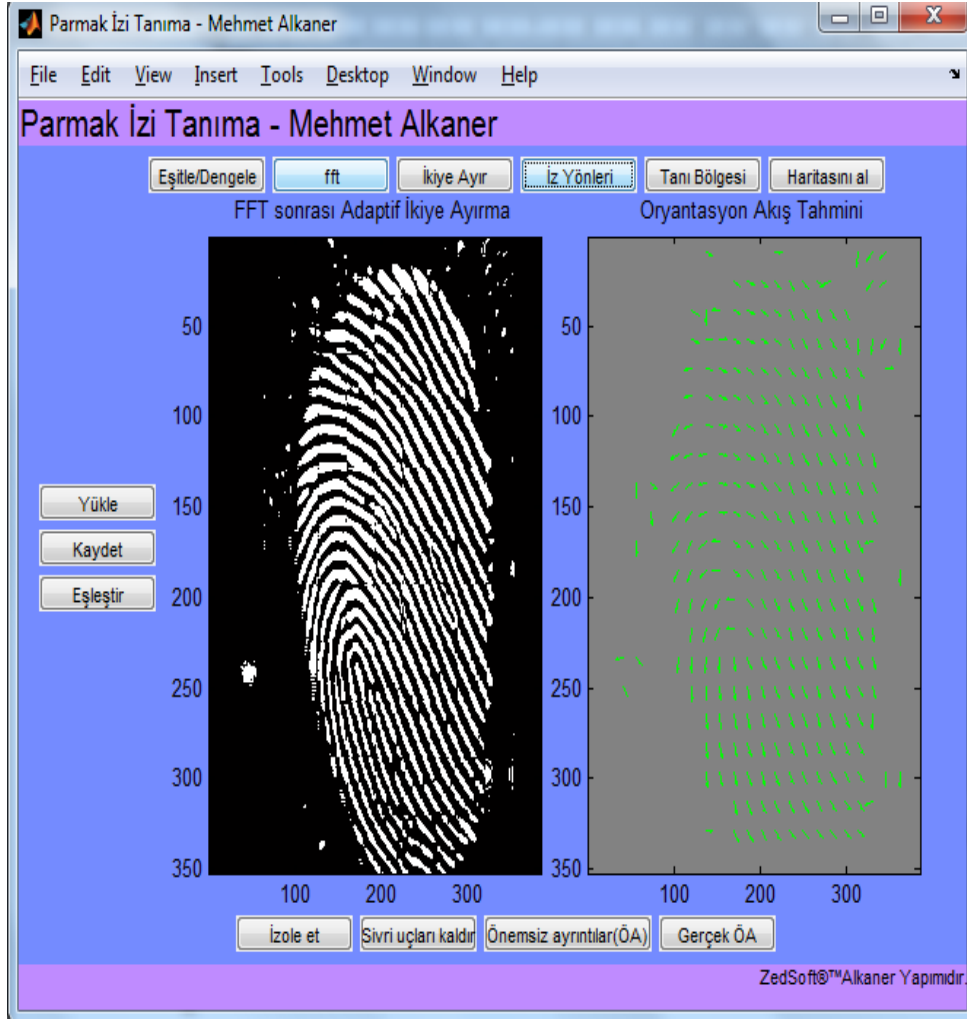 Parmak İzi Tanıma - Mehmet Alkaner
File Edit View Insert Tools Desktop Window Help
Parmak İzi Tanıma - Mehmet Alkaner
Eşitle/Dengele fft İkiye Ayır İz Yönleri Tanı Bölgesi Haritasını al
FFT sonrası Adaptif İkiye Ayırma
Oryantasyon Akış Tahmini
Yükle
Kaydet
Eşleştir
50
100
150
200
250
300
350
100 200 300
50
100
150
200
250
300
350
100 200 300
İzole et Sivri uçları kaldır Önemsiz ayrıntılar(ÖA) Gerçek ÖA
ZedSoft®™Alkaner Yapımıdır.